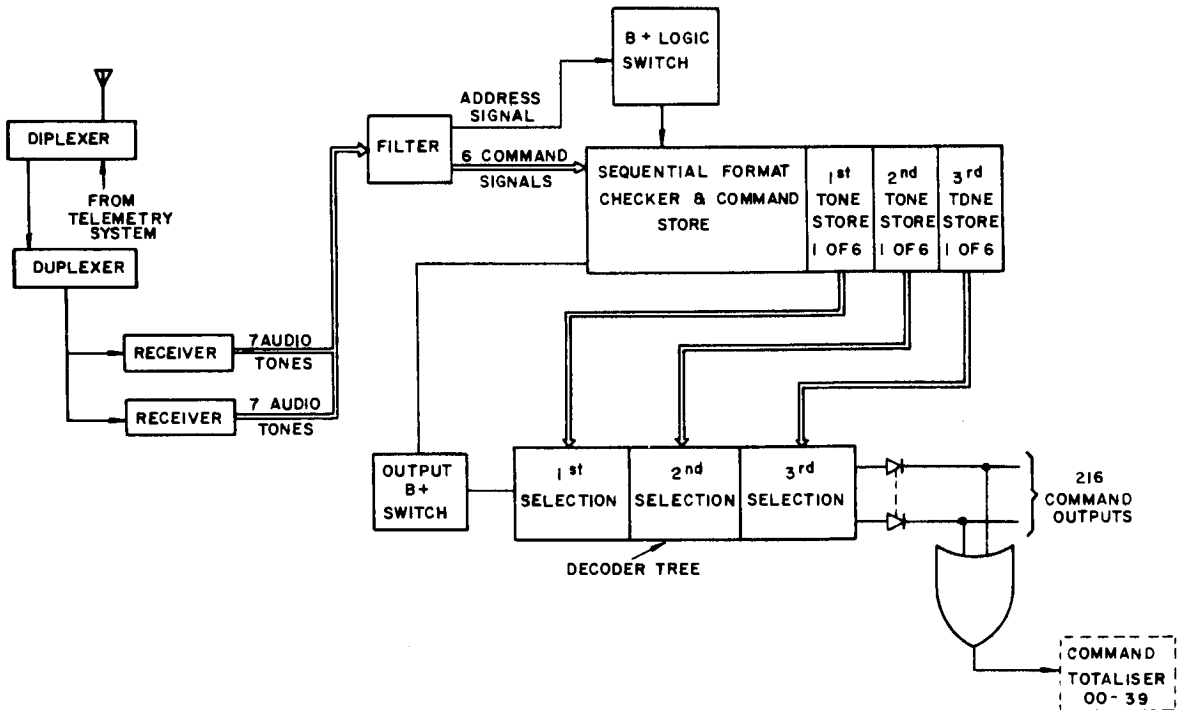 B + LOGIC
SWITCH
ADDRESS
SIGNAL
DIPLEXER
FILTER
6 COMMAND
SIGNALS
FROM
TELEMETRY
SYSTEM
SEQUENTIAL FORMAT
CHECKER & COMMAND
STORE
1st
TONE
STORE
1 OF 6
2nd
TONE
STORE
1 OF 6
3rd
TDNE
STORE
1 OF 6
DUPLEXER
RECEIVER
7 AUDIO
TONES
RECEIVER
7 AUDIO
TONES
OUTPUT
B+
SWITCH
1st
SELECTION
2nd
SELECTION
3rd
SELECTION
216
COMMAND
OUTPUTS
DECODER TREE
COMMAND
TOTALISER
00-39